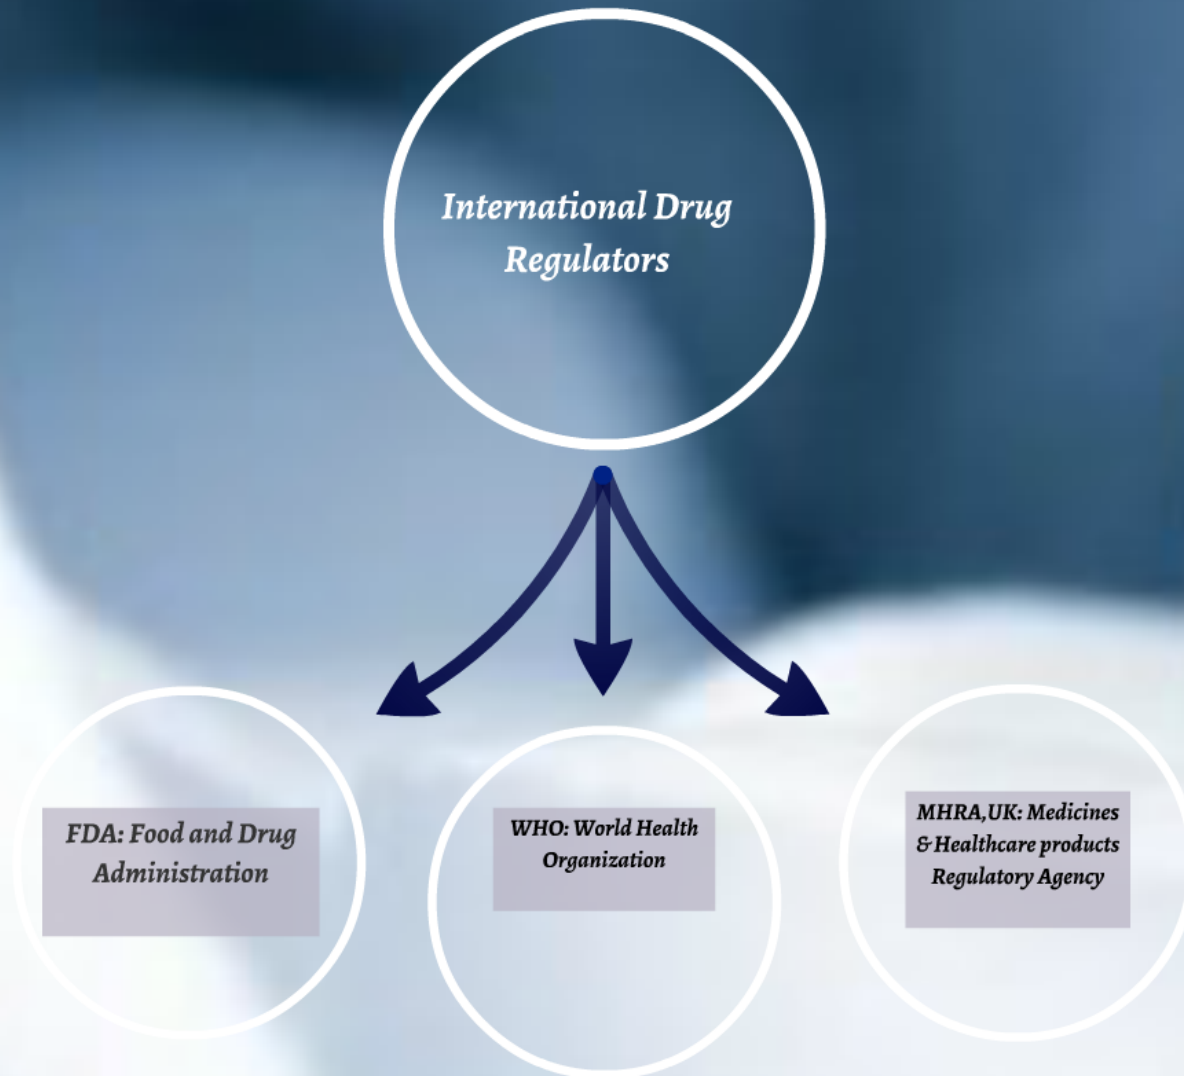 International Drug
Regulators
FDA: Food and Drug
Administration
WHO: World Health
Organization
MHRA,UK: Medicines
& Healthcare products
Regulatory Agency